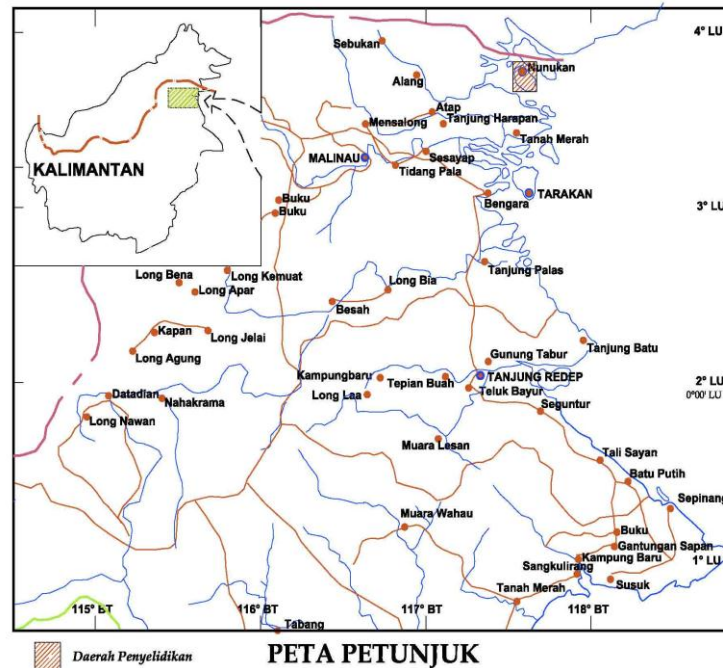 4° LU
Sebukan
Nunukan
Alang
Atap
Tanjung Harapan
Mensalong
Tanah Merah
MALINAU
Sesayap
Tidang Pala
KALIMANTAN
TARAKAN
Bengara
Buku
Buku
3° LU
Long Kemuat
Long Bena
Long Apar
Long Bia
Tanjung Palas
Besah
Kapan
Long Jelai
Long Agung
Tanjung Batu
Gunung Tabur
Kampungbaru
Tepian Buah
TANJUNG REDEP
2° LU
0°00' LU
Datadian
Nahakrama
Long Laa
Teluk Bayur
Seguntur
Long Nawan
Muara Lesan
Tali Sayan
Batu Putih
Sepinang
Muara Wahau
Buku
Gantungan Sapan
Kampung Baru
1° LU
Sangkulirang
Susuk
Tanah Merah
115° BT
116° BT
117° BT
118° BT
Tabang
Daerah Penyelidikan
PETA PETUNJUK